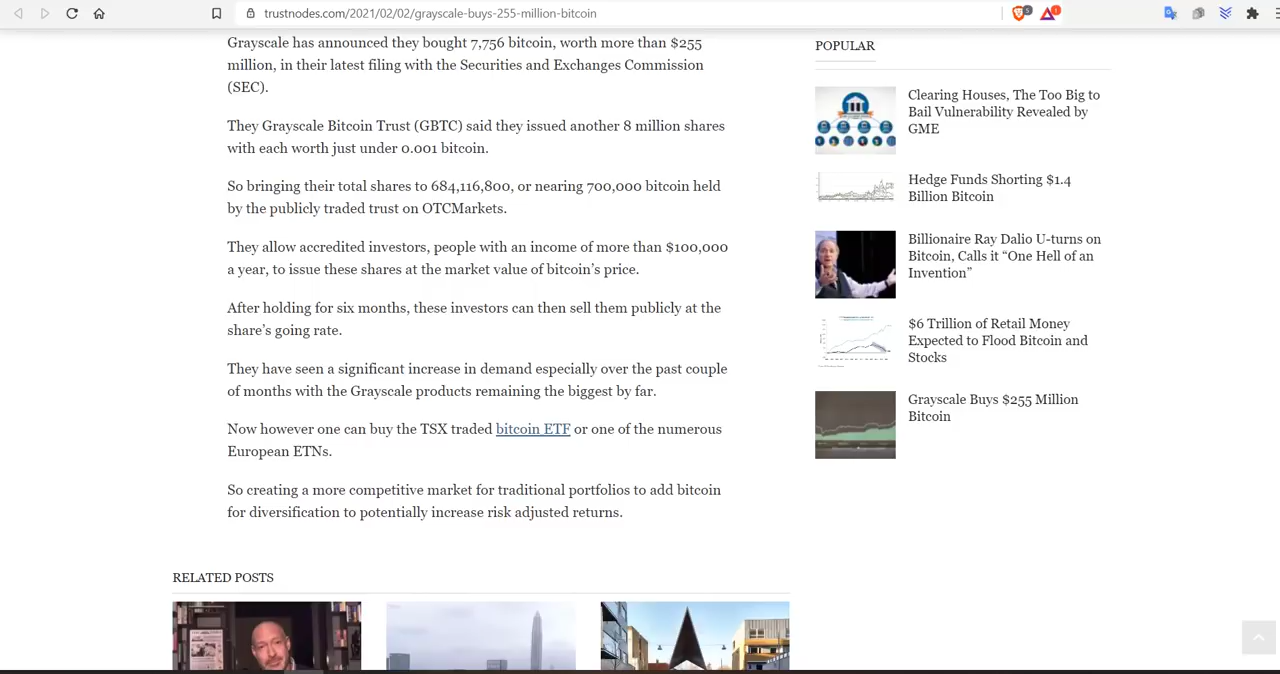 trustnodes.com/2021/02/02/grayscale-buys-255-million-bitcoin
5
1
Grayscale has announced they bought 7,756 bitcoin, worth more than $255
million, in their latest filing with the Securities and Exchanges Commission
(SEC).
They Grayscale Bitcoin Trust (GBTC) said they issued another 8 million shares
with each worth just under 0.001 bitcoin.
So bringing their total shares to 684,116,800, or nearing 700,000 bitcoin held
by the publicly traded trust on OTCMarkets.
They allow accredited investors, people with an income of more than $100,000
a year, to issue these shares at the market value of bitcoin's price.
After holding for six months, these investors can then sell them publicly at the
share's going rate.
They have seen a significant increase in demand especially over the past couple
of months with the Grayscale products remaining the biggest by far.
Now however one can buy the TSX traded bitcoin ETF or one of the numerous
European ETNs.
So creating a more competitive market for traditional portfolios to add bitcoin
for diversification to potentially increase risk adjusted returns.
RELATED POSTS
POPULAR
Clearing Houses, The Too Big to
Bail Vulnerability Revealed by
GME
Hedge Funds Shorting $1.4
Billion Bitcoin
Billionaire Ray Dalio U-turns on
Bitcoin, Calls it “One Hell of an
Invention”
$6 Trillion of Retail Money
Expected to Flood Bitcoin and
Stocks
Grayscale Buys $255 Million
Bitcoin